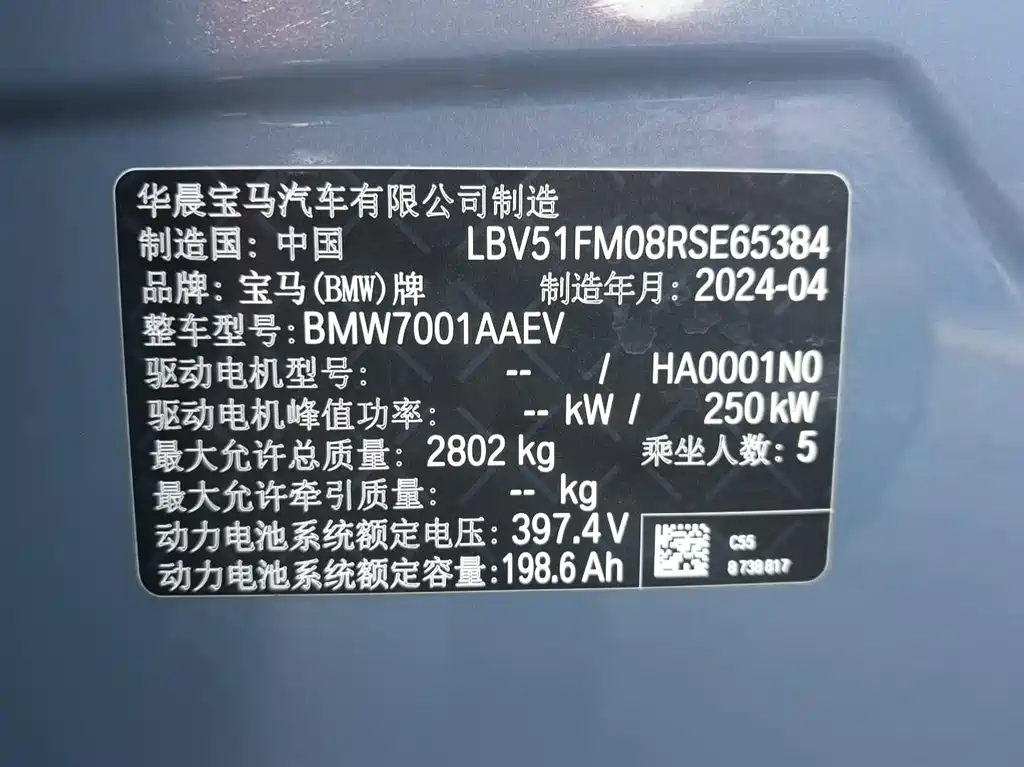 华晨宝马汽车有限公司制造
制造国：中国 LBV51FM08RSE65384
品牌：宝马(BMW)牌 制造年月：2024-04
整车型号：BMW7001AAEV
驱动电机型号： -- / HA0001N0
驱动电机峰值功率： -- kW / 250 kW
最大允许总质量：2802 kg 乘坐人数：5
最大允许牵引质量： -- kg
动力电池系统额定电压：397.4 V
动力电池系统额定容量：198.6 Ah
CS5
8 738 817